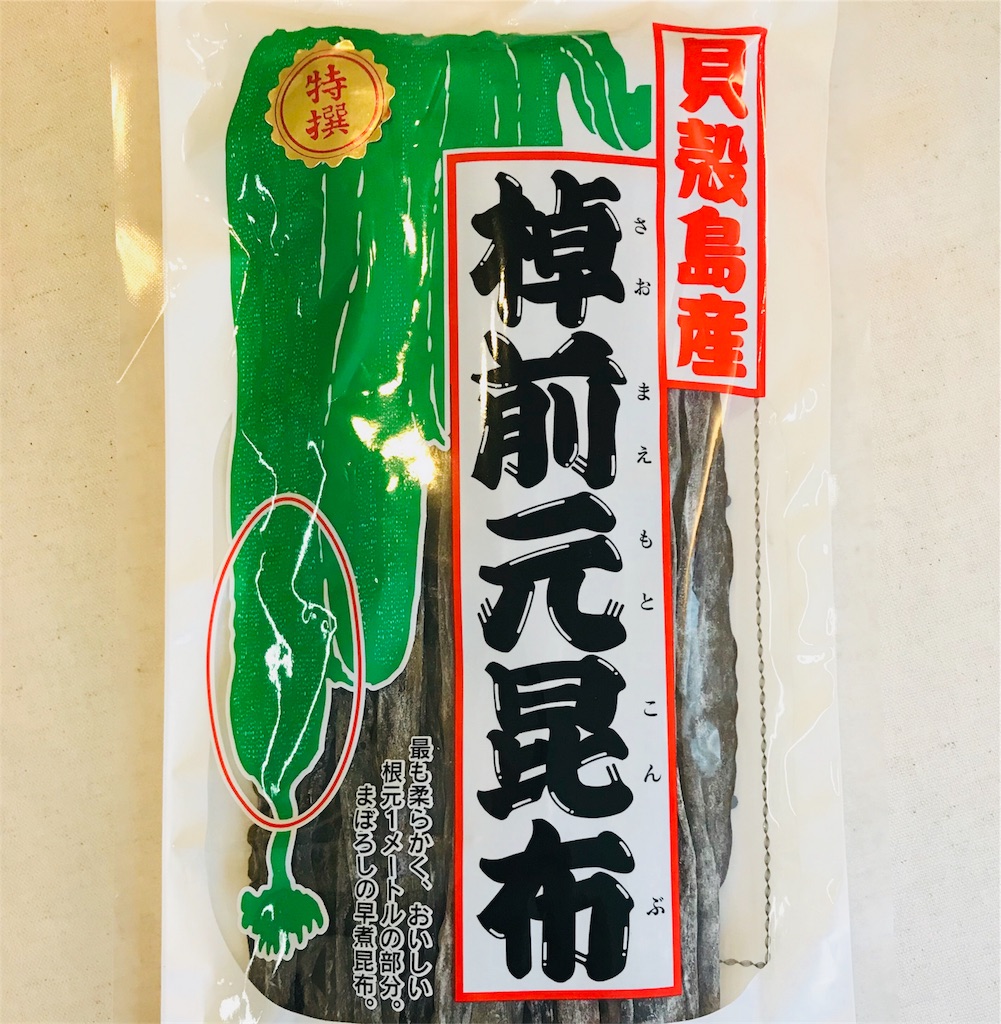 貝殻島産
棹前元昆布
さおまえもとこんぶ
特撰
最も柔らかく、おいしい
根元1メートルの部分。
まぼろしの早煮昆布。